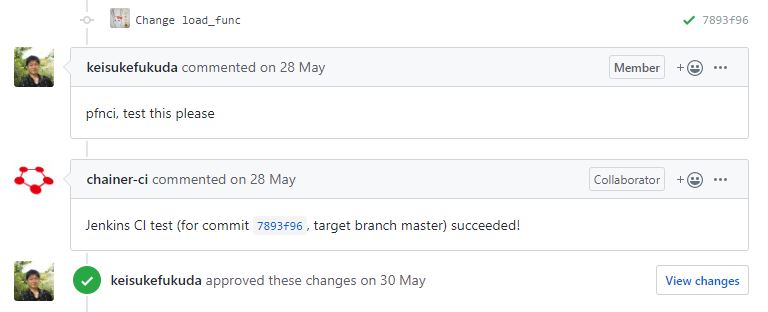 Change load_func 7893f96
keisukefukuda commented on 28 May Member
pfnci, test this please
chainer-ci commented on 28 May Collaborator
Jenkins CI test (for commit 7893f96, target branch master) succeeded!
keisukefukuda approved these changes on 30 May View changes